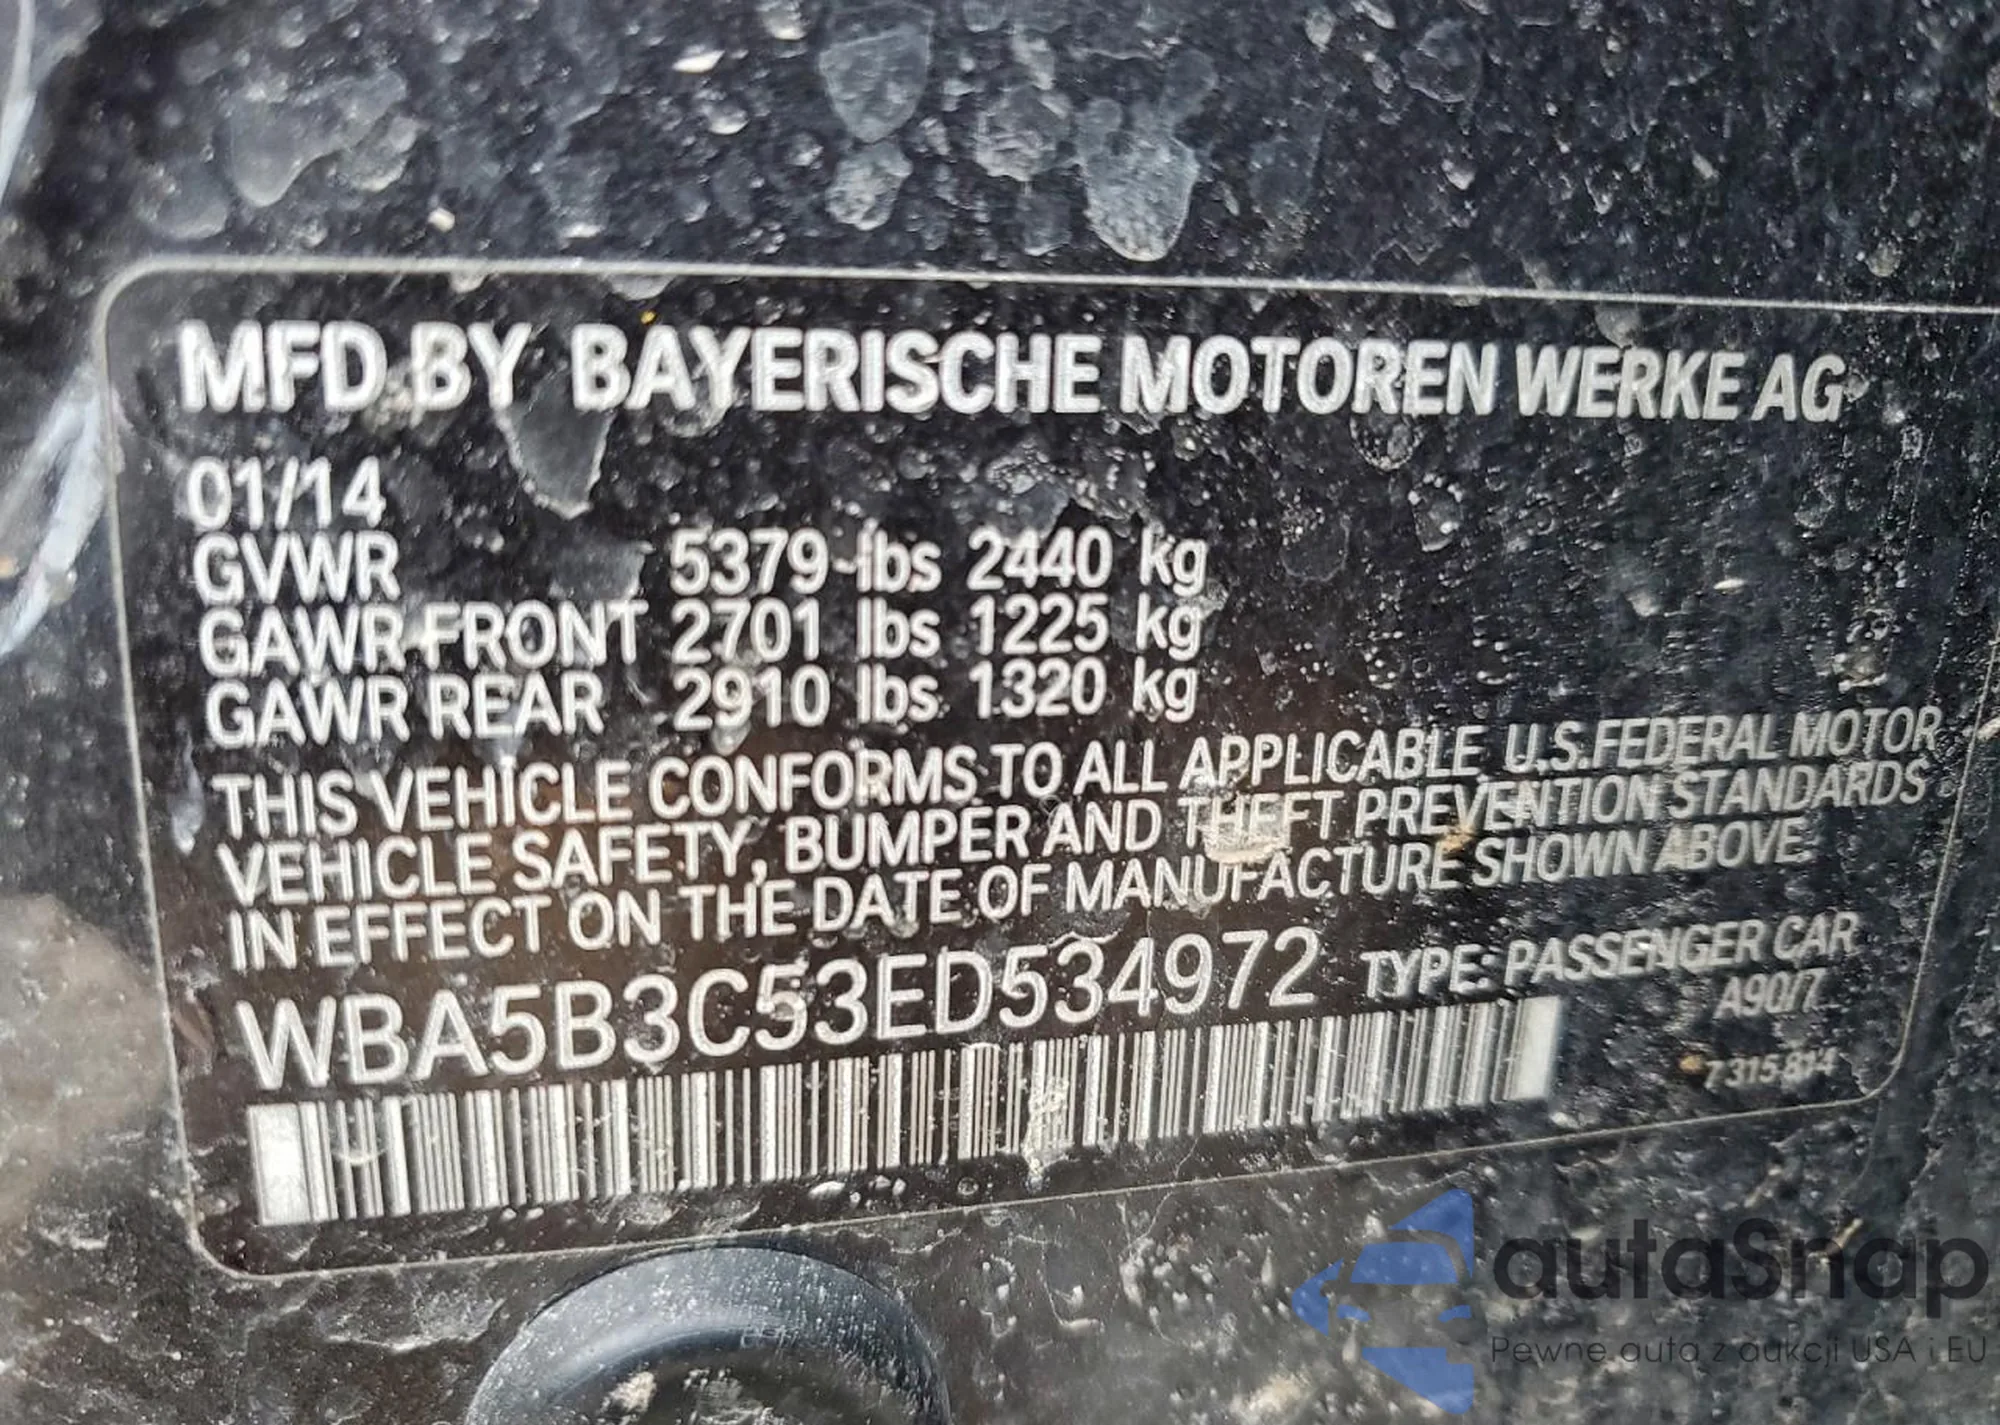 MFD BY BAYERISCHE MOTOREN WERKE AG
01/14
GVWR 5379 lbs 2440 kg
GAWR FRONT 2701 lbs 1225 kg
GAWR REAR 2910 lbs 1320 kg
THIS VEHICLE CONFORMS TO ALL APPLICABLE U.S.FEDERAL MOTOR
VEHICLE SAFETY, BUMPER AND THEFT PREVENTION STANDARDS
IN EFFECT ON THE DATE OF MANUFACTURE SHOWN ABOVE.
WBA5B3C53ED534972 TYPE: PASSENGER CAR
A90/7
7 315 814
autaSnap
Pewne auta z aukcji USA i EU